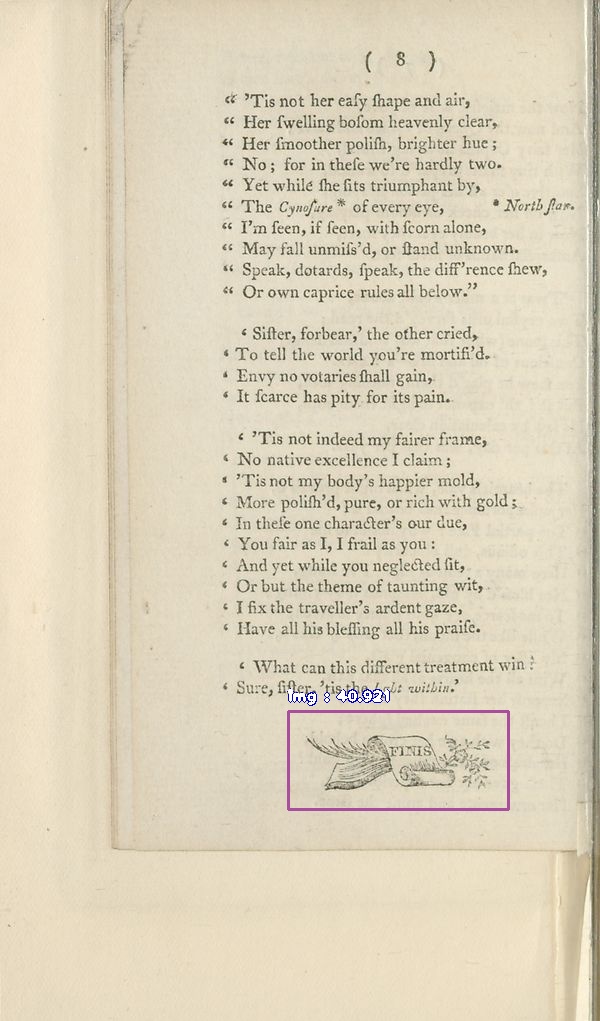 ( 8 )
“ ’Tis not her eaſy ſhape and air,
“ Her ſwelling boſom heavenly clear,
“ Her ſmoother poliſh, brighter hue ;
“ No ; for in theſe we’re hardly two.
“ Yet while ſhe ſits triumphant by,
“ The Cynoſure * of every eye, * North ſtar.
“ I’m ſeen, if ſeen, with ſcorn alone,
“ May fall unmiſs’d, or ſtand unknown.
“ Speak, dotards, ſpeak, the diff’rence ſhew,
“ Or own caprice rules all below.”
‘ Siſter, forbear,’ the other cried,
‘ To tell the world you’re mortifi’d.
‘ Envy no votaries ſhall gain,
‘ It ſcarce has pity for its pain.
‘ ’Tis not indeed my fairer frame,
‘ No native excellence I claim ;
‘ ’Tis not my body’s happier mold,
‘ More poliſh’d, pure, or rich with gold ;
‘ In theſe one character’s our due,
‘ You fair as I, I frail as you :
‘ And yet while you neglected ſit,
‘ Or but the theme of taunting wit,
‘ I fix the traveller’s ardent gaze,
‘ Have all his bleſſing all his praiſe.
‘ What can this different treatment win ?
‘ Sure, ſiſter, ’tis the light within.’
Img : 40.921
FINIS